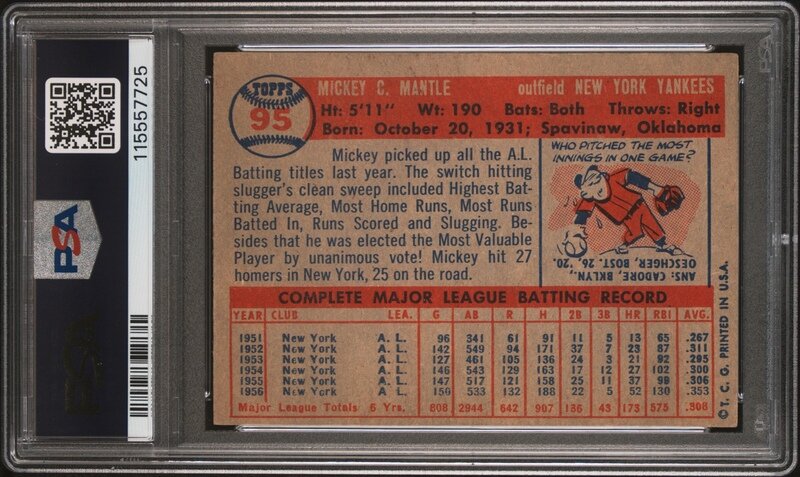 PSA
115557725
TOPPS
95
MICKEY C. MANTLE outfield NEW YORK YANKEES
Ht: 5'11" Wt: 190 Bats: Both Throws: Right
Born: October 20, 1931; Spavinaw, Oklahoma
Mickey picked up all the A.L.
Batting titles last year. The switch hitting
slugger's clean sweep included Highest Bat-
ting Average, Most Home Runs, Most Runs
Batted In, Runs Scored and Slugging. Be-
sides that he was elected the Most Valuable
Player by unanimous vote! Mickey hit 27
homers in New York, 25 on the road.
WHO PITCHED THE MOST
INNINGS IN ONE GAME?
ANS: CADORE, BKLYN.,
OESCHGER, BOST. 26 '20.
COMPLETE MAJOR LEAGUE BATTING RECORD
YEAR CLUB LEA. G AB R H 2B 3B HR RBI AVG.
1951 New York A. L. 96 341 61 91 11 5 13 65 .267
1952 New York A. L. 142 549 94 171 37 7 23 87 .311
1953 New York A. L. 127 461 105 136 24 3 21 92 .295
1954 New York A. L. 146 543 129 163 17 12 27 102 .300
1955 New York A. L. 147 517 121 158 25 11 37 99 .306
1956 New York A. L. 150 533 132 188 22 5 52 130 .353
Major League Totals 6 Yrs. 808 2944 642 907 136 43 173 575 .308
© T. C. G. PRINTED IN U.S.A.
PSA